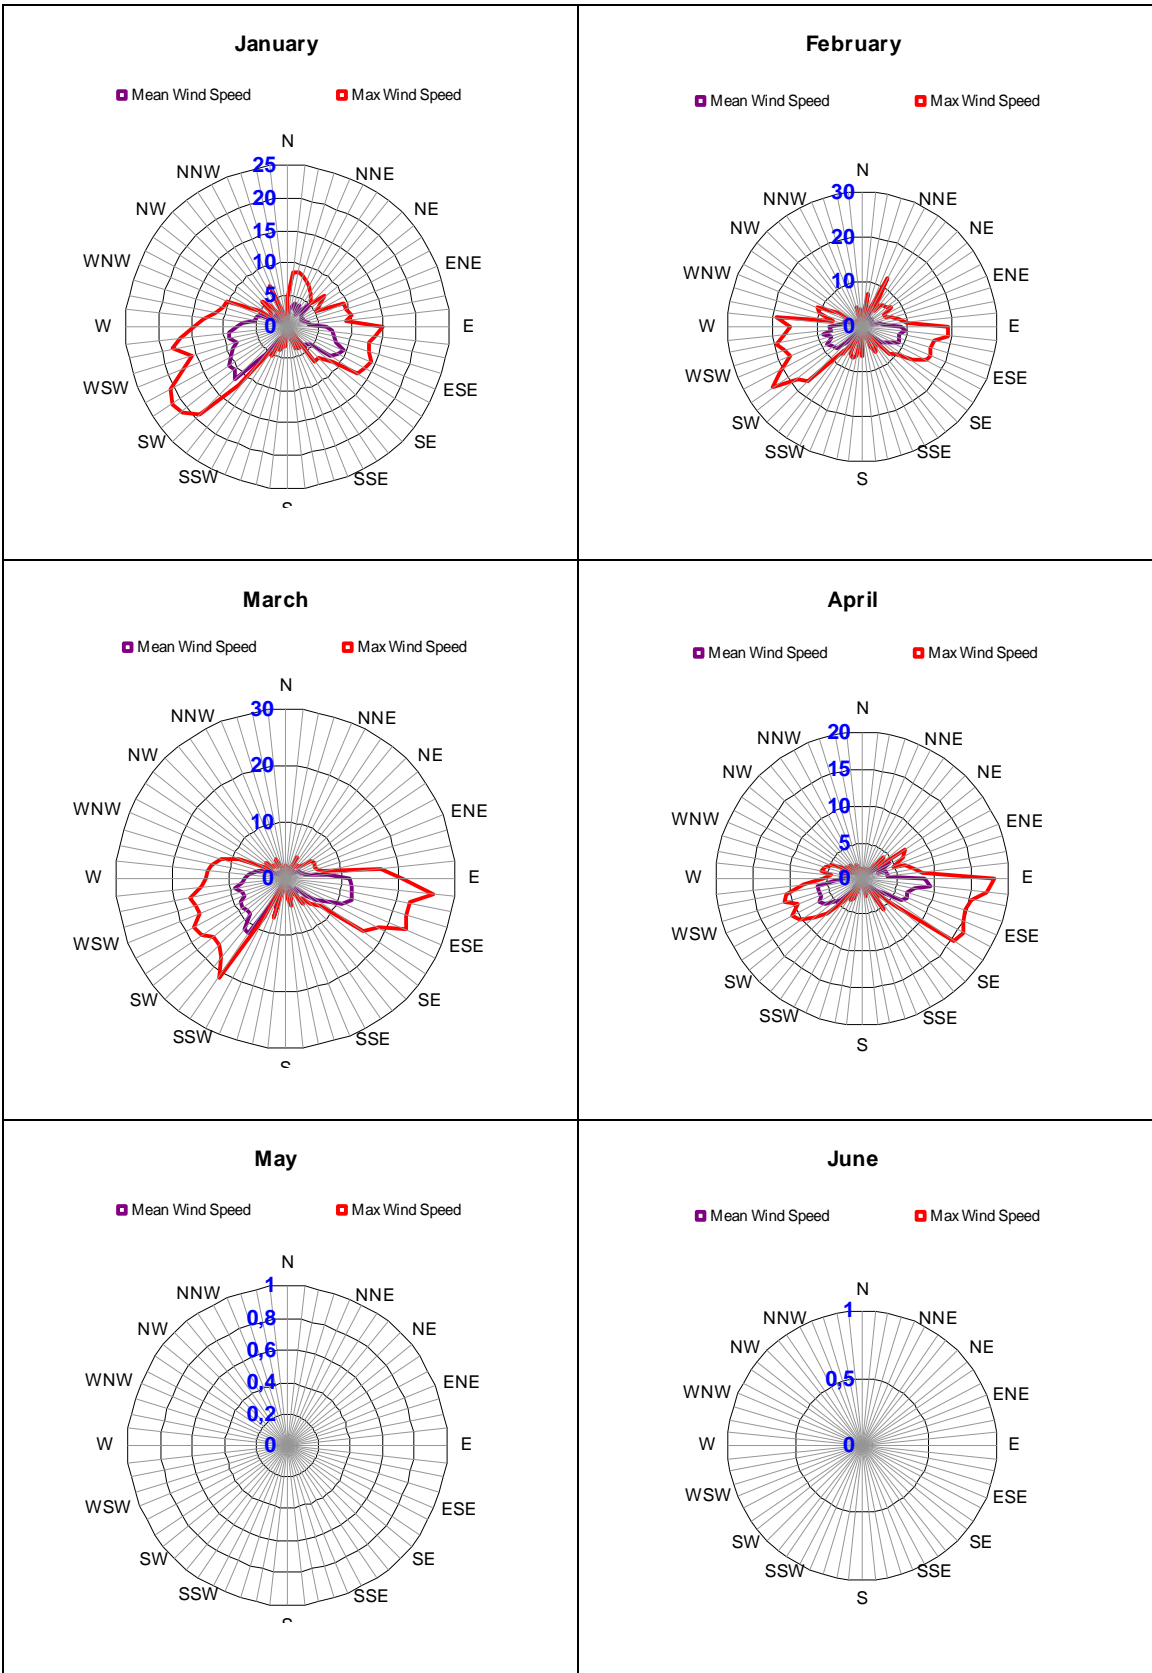 January
Mean Wind Speed Max Wind Speed
N
NNW NNE
25
NW NE
20
15
WNW ENE
10
5
W 0 E
WSW ESE
SW SE
SSW SSE
S
February
Mean Wind Speed Max Wind Speed
N
30
NNW NNE
NW NE
20
WNW ENE
10
W 0 E
WSW ESE
SW SE
SSW SSE
S
March
Mean Wind Speed Max Wind Speed
N
30
NNW NNE
NW NE
20
WNW ENE
10
W 0 E
WSW ESE
SW SE
SSW SSE
S
April
Mean Wind Speed Max Wind Speed
N
20
NNW NNE
NW NE
15
10
WNW ENE
5
W 0 E
WSW ESE
SW SE
SSW SSE
S
May
Mean Wind Speed Max Wind Speed
N
1
NNW NNE
0,8
NW NE
0,6
WNW ENE
0,4
0,2
W 0 E
WSW ESE
SW SE
SSW SSE
S
June
Mean Wind Speed Max Wind Speed
N
1
NNW NNE
NW NE
0,5
WNW ENE
W 0 E
WSW ESE
SW SE
SSW SSE
S